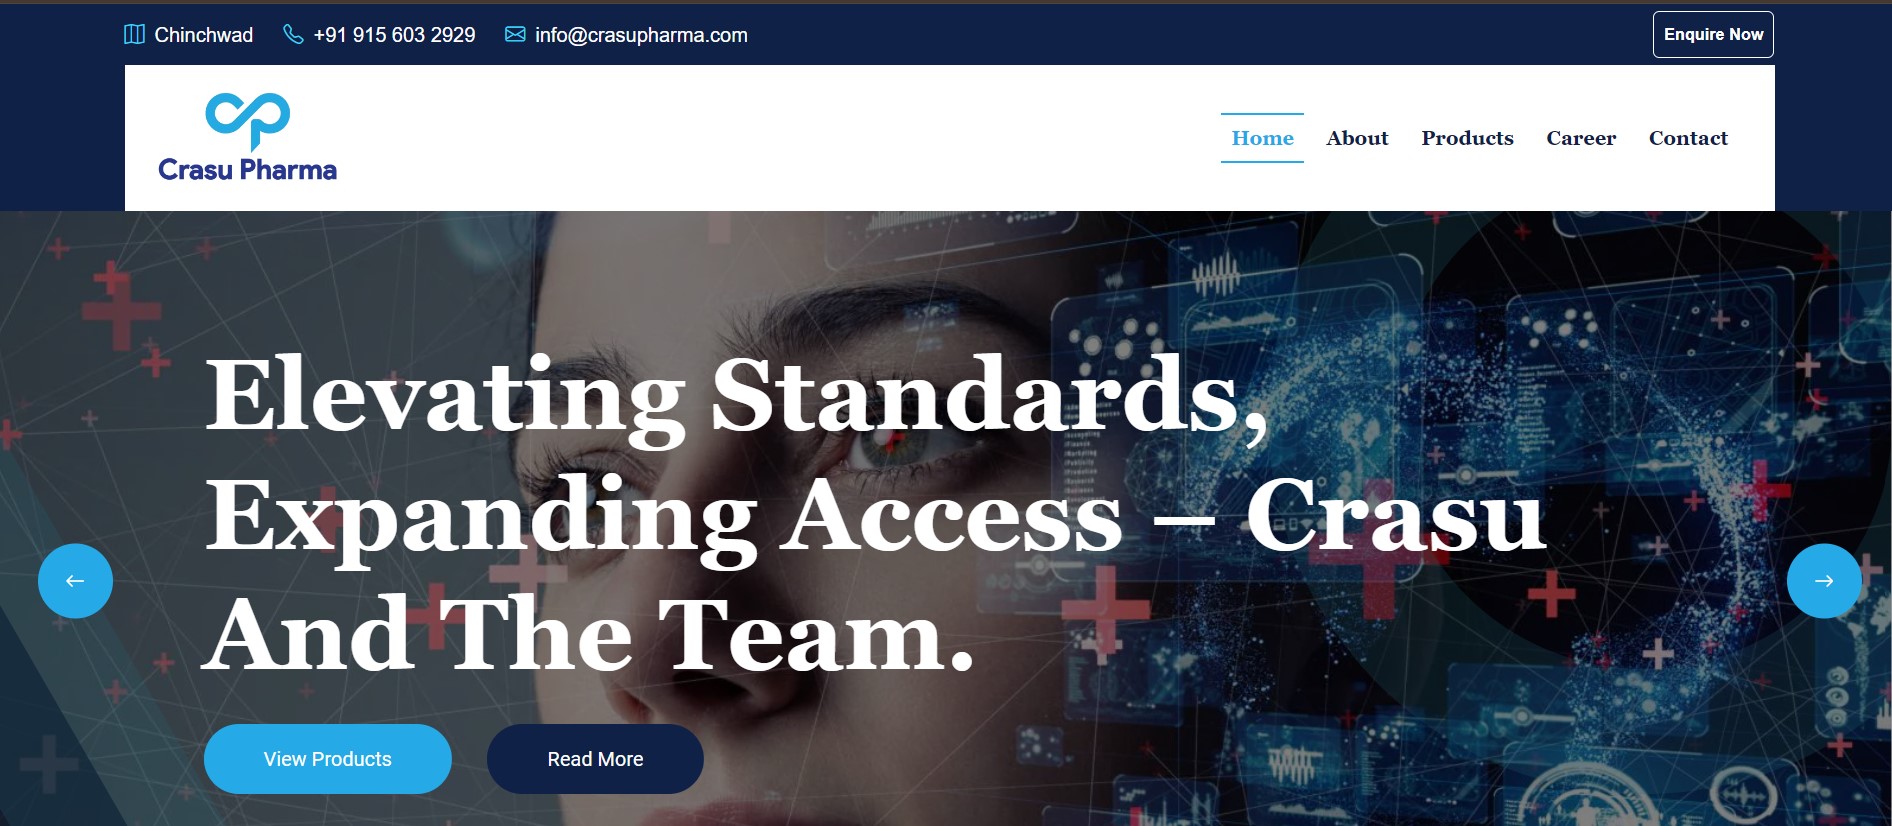 Chinchwad
+91 915 603 2929
info@crasupharma.com
Enquire Now
Crasu Pharma
Home
About
Products
Career
Contact
Elevating Standards,
Expanding Access – Crasu
And The Team.
View Products
Read More